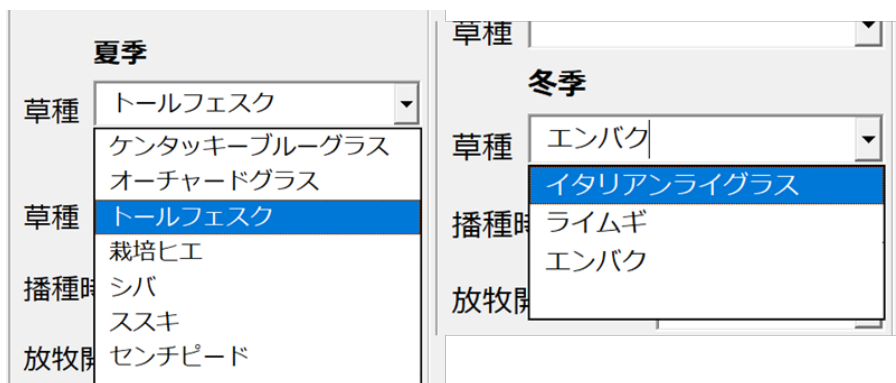 夏季
草種 トールフェスク
ケンタッキーブルーグラス
オーチャードグラス
草種 トールフェスク
栽培ヒエ
播種時 シバ
ススキ
放牧開 センチピード
草種
冬季
草種 エンバク
イタリアンライグラス
播種時 ライムギ
エンバク
放牧開